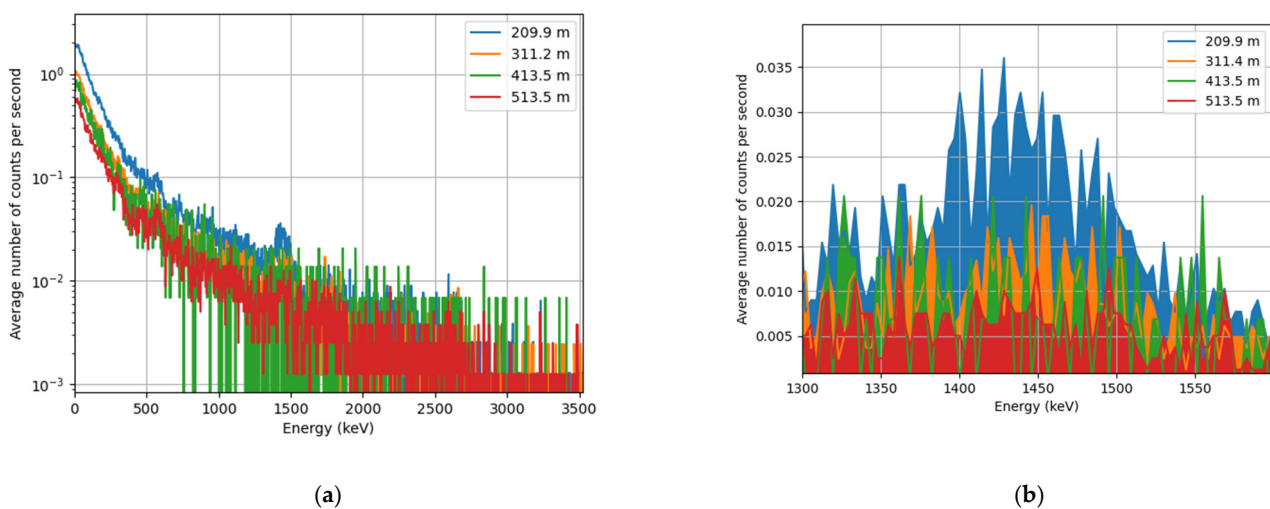 209.9 m
311.2 m
413.5 m
513.5 m
Average number of counts per second
10⁰
10⁻¹
10⁻²
10⁻³
0 500 1000 1500 2000 2500 3000 3500
Energy (keV)
(a)
209.9 m
311.4 m
413.5 m
513.5 m
Average number of counts per second
0.035
0.030
0.025
0.020
0.015
0.010
0.005
1300 1350 1400 1450 1500 1550
Energy (keV)
(b)